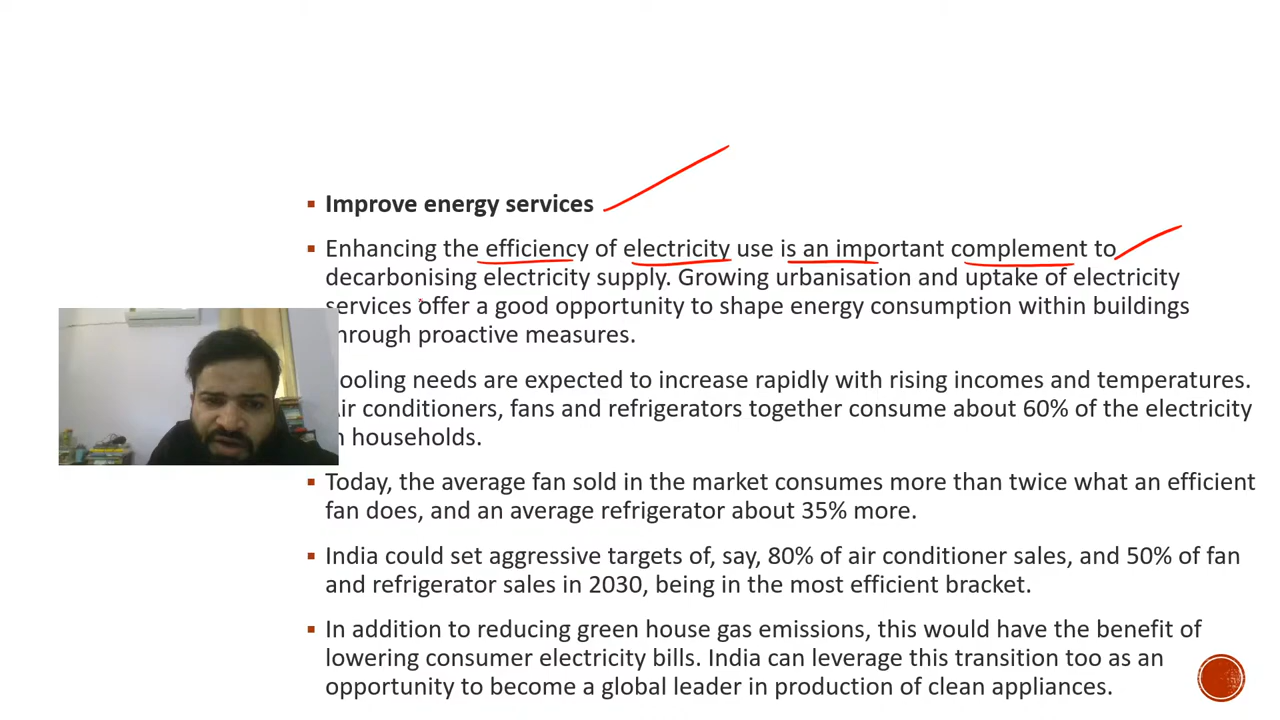 Improve energy services
Enhancing the efficiency of electricity use is an important complement to
decarbonising electricity supply. Growing urbanisation and uptake of electricity
services offer a good opportunity to shape energy consumption within buildings
through proactive measures.
ooling needs are expected to increase rapidly with rising incomes and temperatures.
Air conditioners, fans and refrigerators together consume about 60% of the electricity
n households.
Today, the average fan sold in the market consumes more than twice what an efficient
fan does, and an average refrigerator about 35% more.
India could set aggressive targets of, say, 80% of air conditioner sales, and 50% of fan
and refrigerator sales in 2030, being in the most efficient bracket.
In addition to reducing green house gas emissions, this would have the benefit of
lowering consumer electricity bills. India can leverage this transition too as an
opportunity to become a global leader in production of clean appliances.